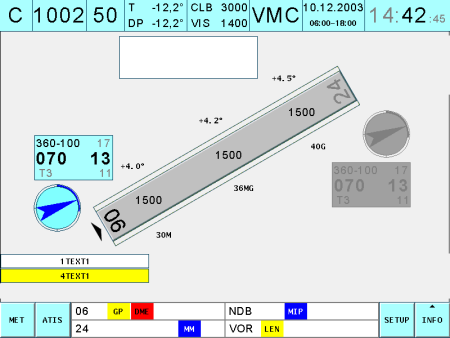 C 1002 50 T -12,2° CLB 3000 VMC 10.12.2003 14:42:45
DP -12,2° VIS 1400 06:00-18:00
+4.5°
24
+4.2°
1500
40G
360-100 17
070 13
T3 11
1500
360-100 17
070 13
T3 11
+4.0°
36MG
1500
06
30M
1TEXT1
4TEXT1
MET ATIS 06 GP DME NDB MIP SETUP INFO
24 MM VOR LEN